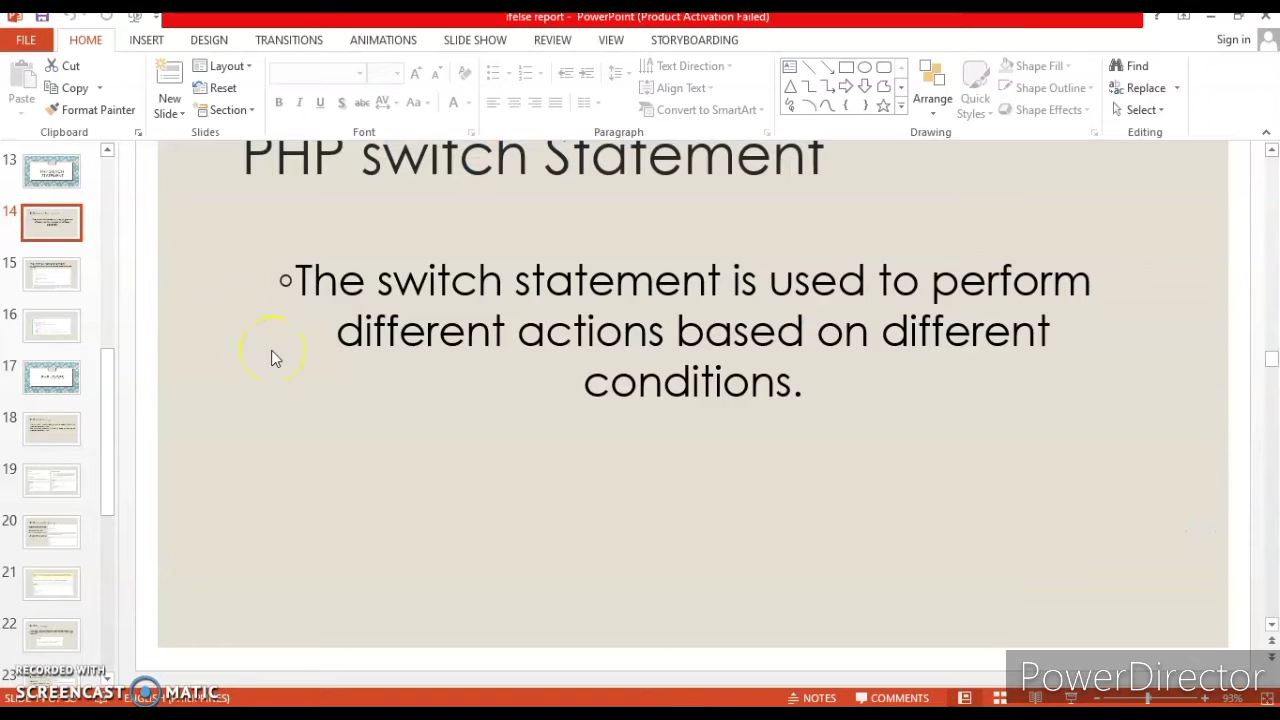 ifelse report - PowerPoint (Product Activation Failed)
FILE HOME INSERT DESIGN TRANSITIONS ANIMATIONS SLIDE SHOW REVIEW VIEW STORYBOARDING Sign in
Cut
Copy
Format Painter
Paste
Clipboard
New
Slide
Layout
Reset
Section
Slides
Font
Text Direction
Align Text
Convert to SmartArt
Paragraph
Arrange
Quick
Styles
Shape Fill
Shape Outline
Shape Effects
Drawing
Find
Replace
Select
Editing
13
14
15
16
17
18
19
20
21
22
23
PHP switch Statement
The switch statement is used to perform
different actions based on different
conditions.
RECORDED WITH
SCREENCAST MATIC
PowerDirector
ENGLISH (PHILIPPINES)
NOTES COMMENTS 93%